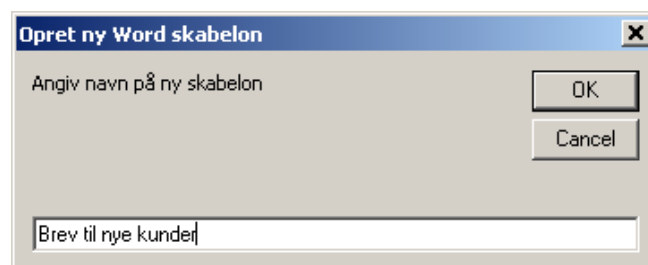 Opret ny Word skabelon
Angiv navn på ny skabelon
OK
Cancel
Brev til nye kunder